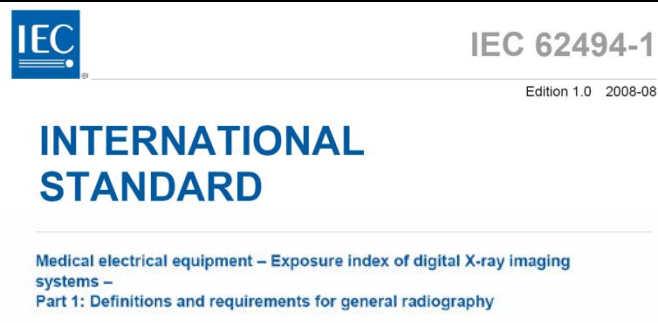 IEC
®
IEC 62494-1
Edition 1.0 2008-08
INTERNATIONAL
STANDARD
Medical electrical equipment – Exposure index of digital X-ray imaging
systems –
Part 1: Definitions and requirements for general radiography